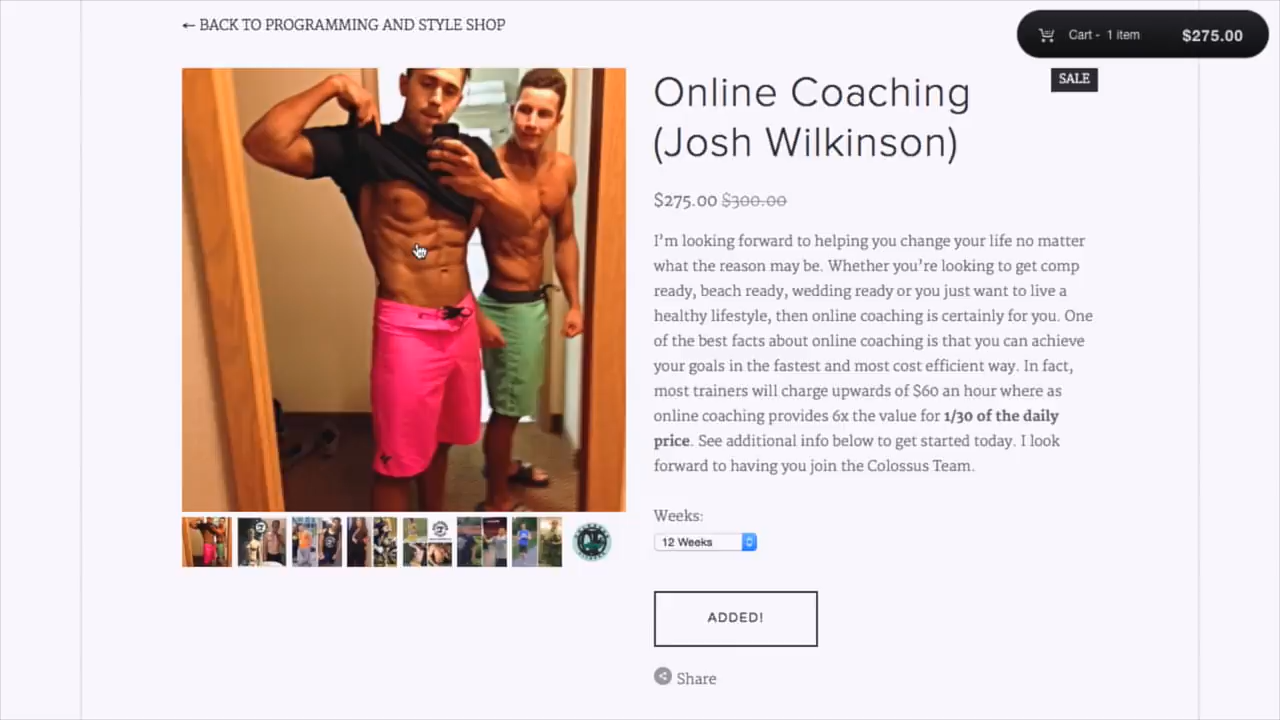 ← BACK TO PROGRAMMING AND STYLE SHOP
Cart - 1 item $275.00
SALE
Online Coaching
(Josh Wilkinson)
$275.00 $300.00
I'm looking forward to helping you change your life no matter
what the reason may be. Whether you're looking to get comp
ready, beach ready, wedding ready or you just want to live a
healthy lifestyle, then online coaching is certainly for you. One
of the best facts about online coaching is that you can achieve
your goals in the fastest and most cost efficient way. In fact,
most trainers will charge upwards of $60 an hour where as
online coaching provides 6x the value for 1/30 of the daily
price. See additional info below to get started today. I look
forward to having you join the Colossus Team.
Weeks:
12 Weeks
ADDED!
Share